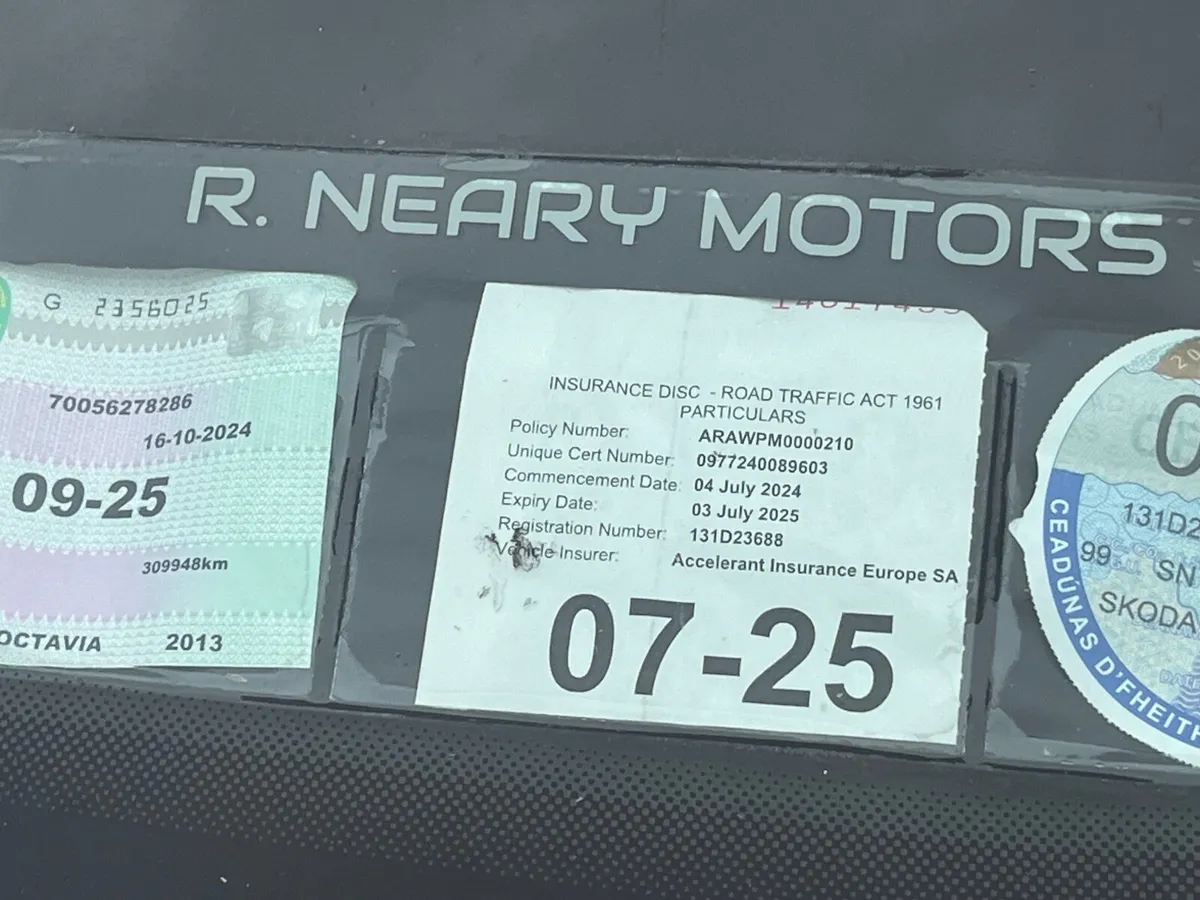 R. NEARY MOTORS
G 2356025
70056278286
16-10-2024
09-25
309948km
OCTAVIA 2013
INSURANCE DISC - ROAD TRAFFIC ACT 1961
PARTICULARS
Policy Number: ARAWPM0000210
Unique Cert Number: 0977240089603
Commencement Date: 04 July 2024
Expiry Date: 03 July 2025
Registration Number: 131D23688
Vehicle Insurer: Accelerant Insurance Europe SA
07-25
131D2
99 SN
SKODA
CEADÚNAS D'FHEITH